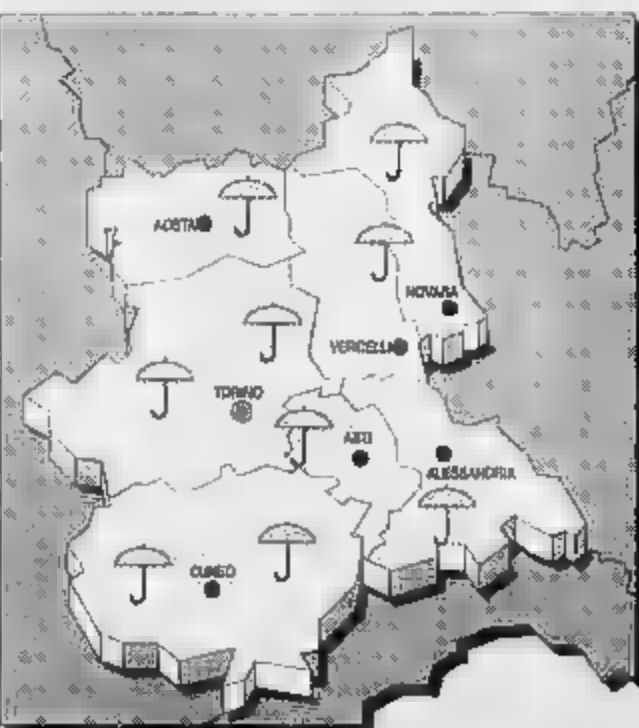 AOSTA
NOVARA
VERCELLI
TORINO
ASTI
ALESSANDRIA
CUNEO